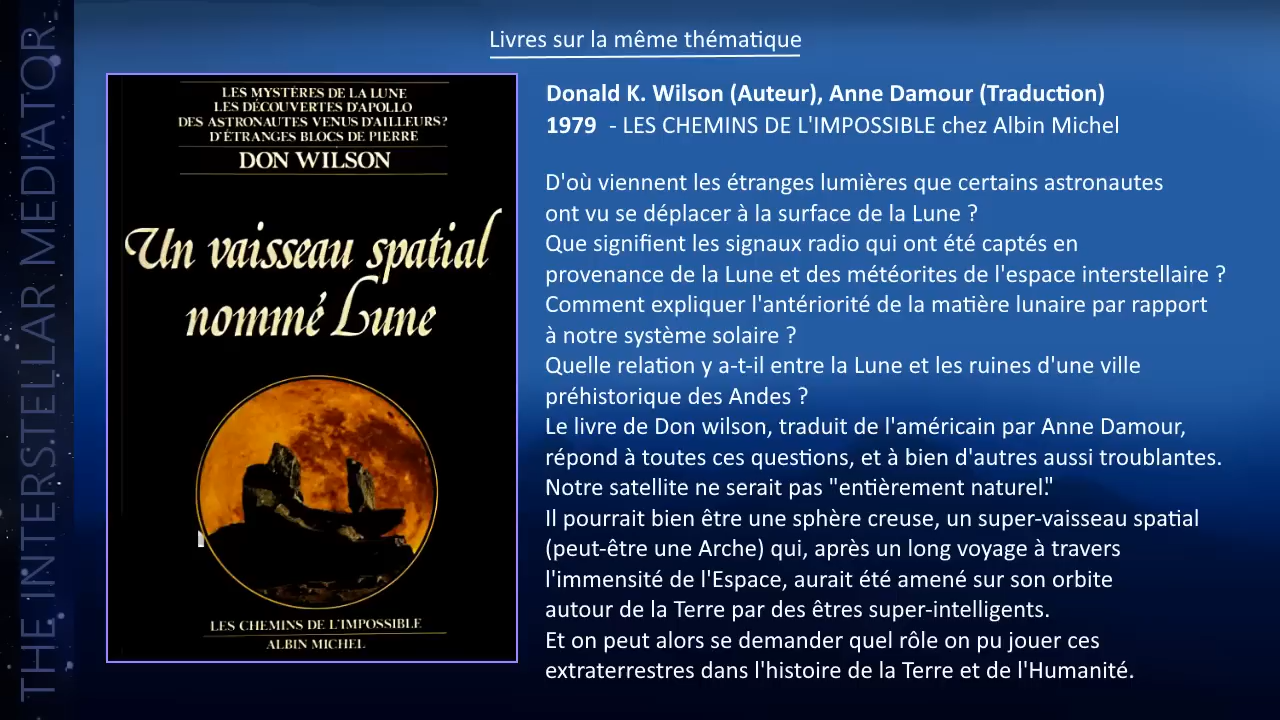 THE INTERSTELLAR MEDIATOR
Livres sur la même thématique
LES MYSTÈRES DE LA LUNE
LES DÉCOUVERTES D'APOLLO
DES ASTRONAUTES VENUS D'AILLEURS?
D'ÉTRANGES BLOCS DE PIERRE
DON WILSON
Un vaisseau spatial
nommé Lune
LES CHEMINS DE L'IMPOSSIBLE
ALBIN MICHEL
Donald K. Wilson (Auteur), Anne Damour (Traduction)
1979 - LES CHEMINS DE L'IMPOSSIBLE chez Albin Michel
D'où viennent les étranges lumières que certains astronautes
ont vu se déplacer à la surface de la Lune ?
Que signifient les signaux radio qui ont été captés en
provenance de la Lune et des météorites de l'espace interstellaire ?
Comment expliquer l'antériorité de la matière lunaire par rapport
à notre système solaire ?
Quelle relation y a-t-il entre la Lune et les ruines d'une ville
préhistorique des Andes ?
Le livre de Don wilson, traduit de l'américain par Anne Damour,
répond à toutes ces questions, et à bien d'autres aussi troublantes.
Notre satellite ne serait pas "entièrement naturel."
Il pourrait bien être une sphère creuse, un super-vaisseau spatial
(peut-être une Arche) qui, après un long voyage à travers
l'immensité de l'Espace, aurait été amené sur son orbite
autour de la Terre par des êtres super-intelligents.
Et on peut alors se demander quel rôle on pu jouer ces
extraterrestres dans l'histoire de la Terre et de l'Humanité.